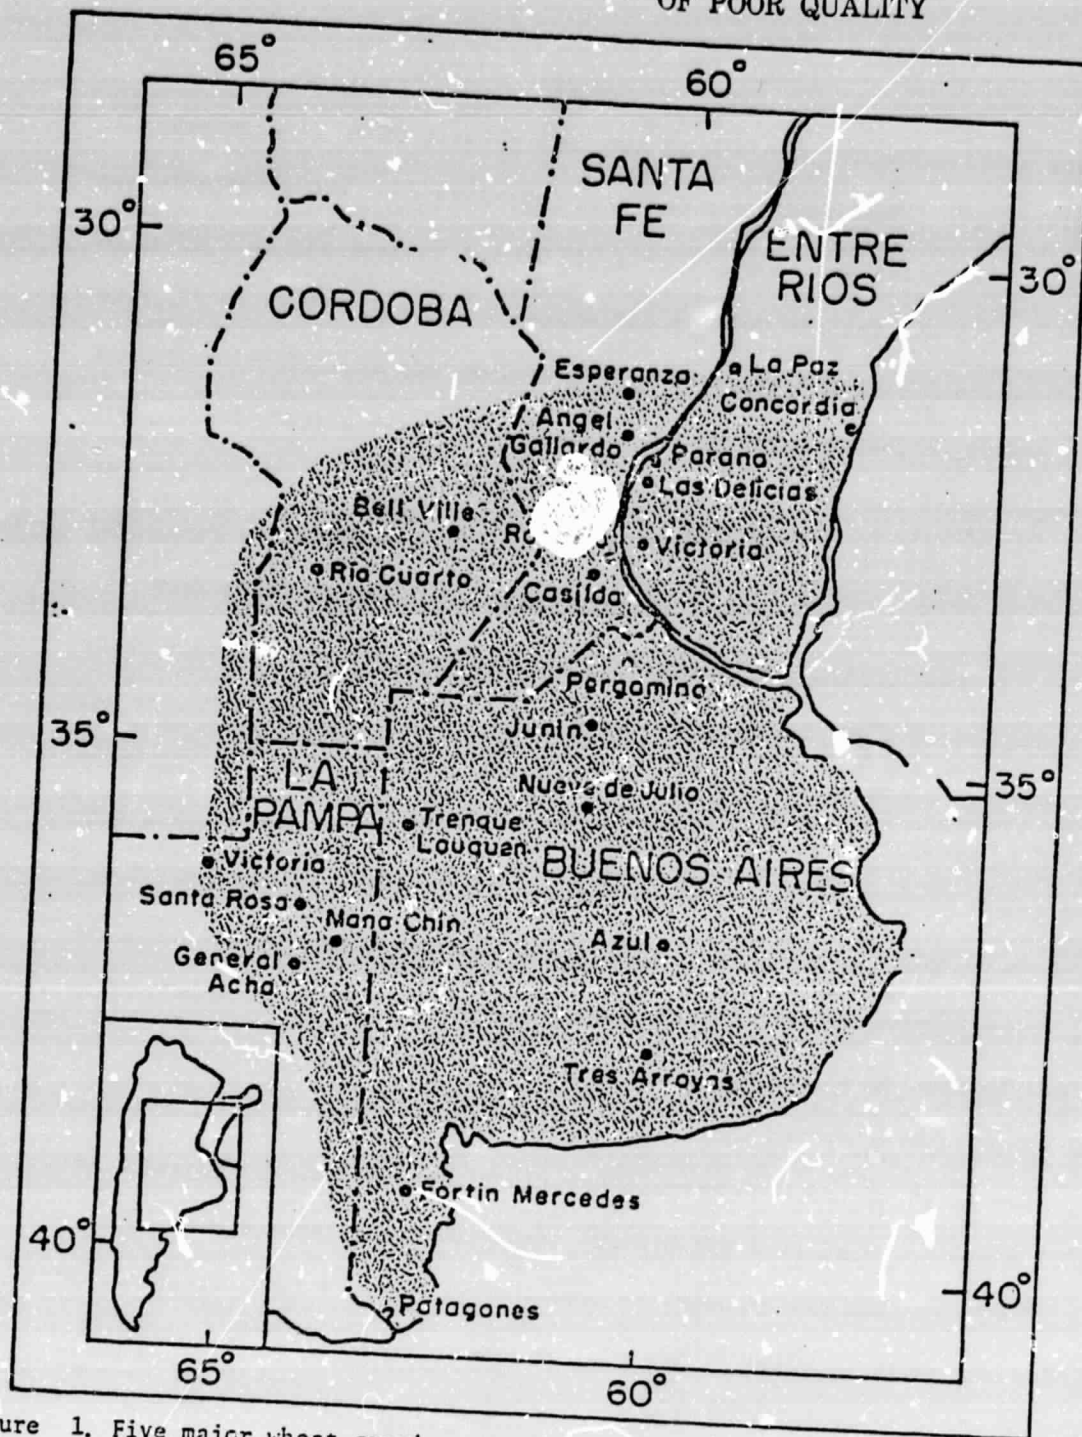 OF POOR QUALITY
65°
60°
SANTA
FE
30°
ENTRE
RIOS
30°
CORDOBA
La Paz
Esperanza
Concordia
Angel
Gallardo
Parana
Las Delicias
Bell Ville
Victoria
Rio Cuarto
Casilda
Pergamino
Junin
35°
LA
PAMPA
Nueve de Julio
35°
Trenque
Lauquen
BUENOS AIRES
Victoria
Santa Rosa
Mana Chin
Azul
General
Acha
Tres Arroyas
Fortin Mercedes
40°
40°
Patagones
65°
60°
1. Five major wheat